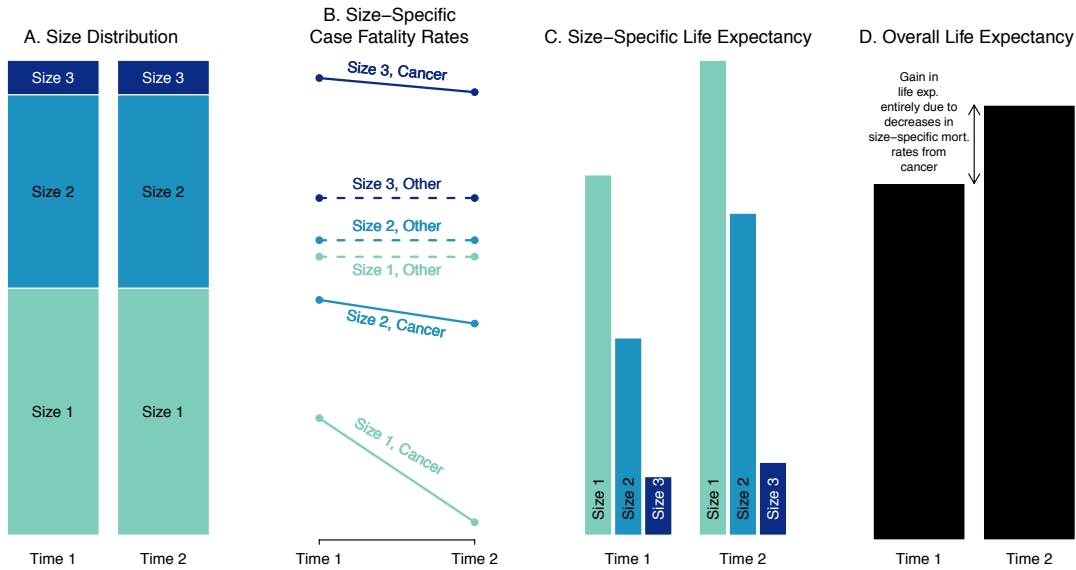 A. Size Distribution
Size 3
Size 3
Size 2
Size 2
Size 1
Size 1
Time 1
Time 2
B. Size−Specific
Case Fatality Rates
Size 3, Cancer
Size 3, Other
Size 2, Other
Size 1, Other
Size 2, Cancer
Size 1, Cancer
Time 1
Time 2
C. Size−Specific Life Expectancy
Size 1
Size 2
Size 3
Size 1
Size 2
Size 3
Time 1
Time 2
D. Overall Life Expectancy
Gain in
life exp.
entirely due to
decreases in
size−specific mort.
rates from
cancer
Time 1
Time 2